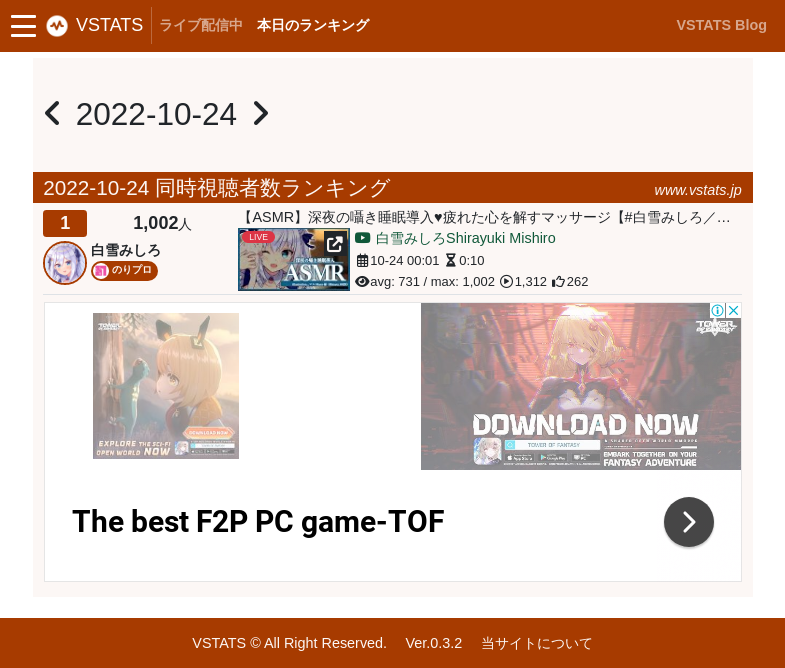 VSTATS ライブ配信中 本日のランキング VSTATS Blog
2022-10-24
2022-10-24 同時視聴者数ランキング www.vstats.jp
1 1,002人
【ASMR】深夜の囁き睡眠導入♥疲れた心を解すマッサージ【#白雪みしろ／…
白雪みしろ
のりプロ
LIVE
ASMR
白雪みしろShirayuki Mishiro
10-24 00:01 0:10
avg: 731 / max: 1,002 1,312 262
DOWNLOAD NOW
EXPLORE THE SCI-FI
OPEN WORLD NOW
TOWER OF FANTASY
DOWNLOAD NOW
TOWER OF FANTASY
App Store Google Play PC
EMBARK TOGETHER ON YOUR
FANTASY ADVENTURE
The best F2P PC game-TOF
VSTATS © All Right Reserved. Ver.0.3.2 当サイトについて